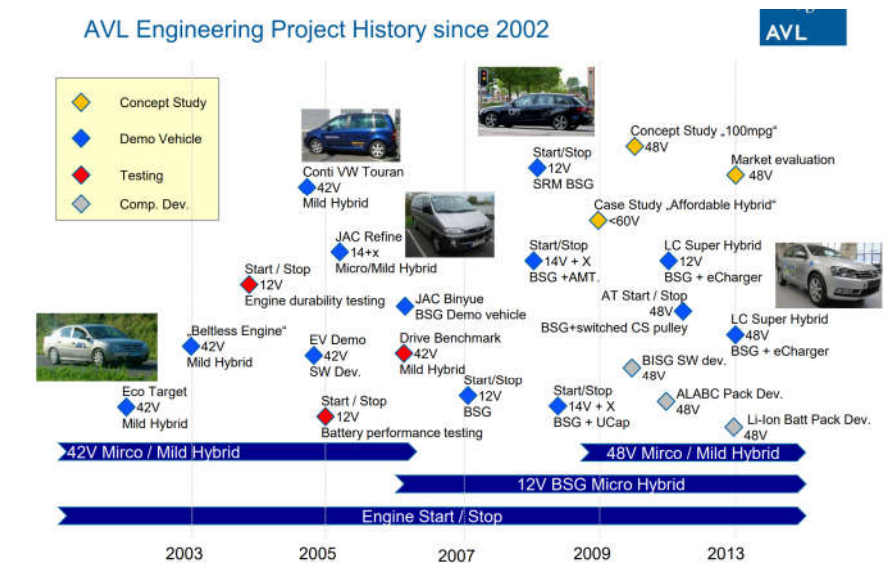 AVL Engineering Project History since 2002
AVL
Concept Study
Demo Vehicle
Testing
Comp. Dev.
Conti VW Touran
42V
Mild Hybrid
Start/Stop
12V
SRM BSG
Concept Study „100mpg“
48V
Market evaluation
48V
Case Study „Affordable Hybrid“
<60V
JAC Refine
14+x
Micro/Mild Hybrid
Start / Stop
12V
Engine durability testing
Start/Stop
14V + X
BSG +AMT.
LC Super Hybrid
12V
BSG + eCharger
JAC Binyue
BSG Demo vehicle
AT Start / Stop
48V
BSG+switched CS pulley
„Beltless Engine“
42V
Mild Hybrid
EV Demo
42V
SW Dev.
Drive Benchmark
42V
Mild Hybrid
LC Super Hybrid
48V
BSG + eCharger
BISG SW dev.
48V
Eco Target
42V
Mild Hybrid
Start / Stop
12V
Battery performance testing
Start/Stop
12V
BSG
Start/Stop
14V + X
BSG + UCap
ALABC Pack Dev.
48V
Li-Ion Batt Pack Dev.
48V
42V Mirco / Mild Hybrid
48V Mirco / Mild Hybrid
12V BSG Micro Hybrid
Engine Start / Stop
2003 2005 2007 2009 2013